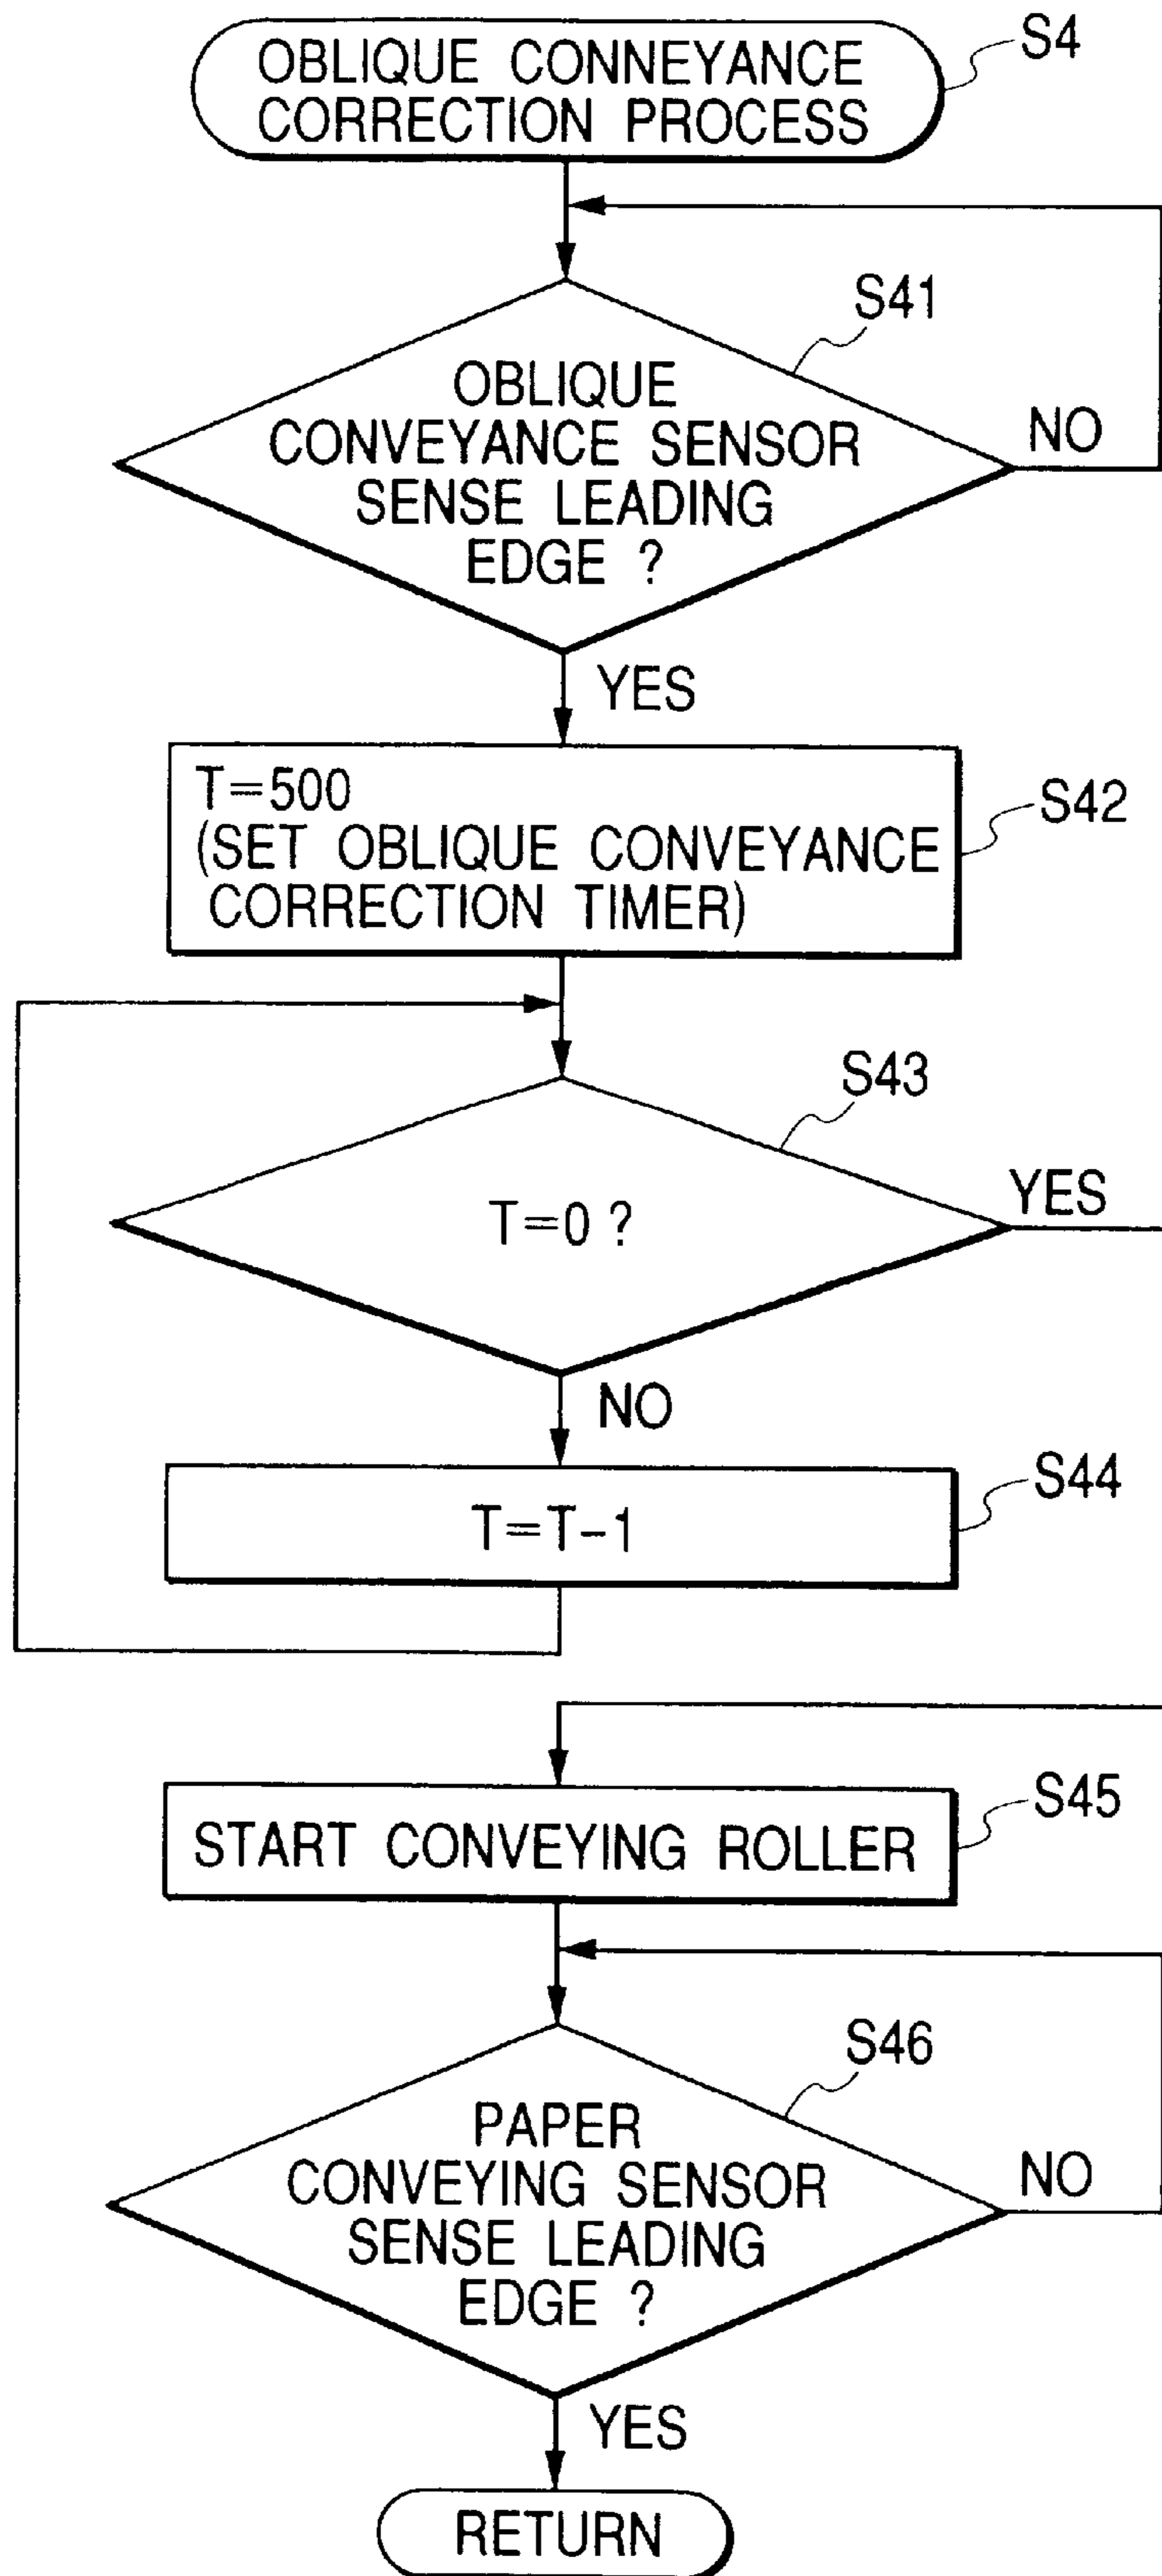 OBLIQUE CONNEYANCE
CORRECTION PROCESS
S4
S41
OBLIQUE
CONVEYANCE SENSOR
SENSE LEADING
EDGE ?
NO
YES
T=500
(SET OBLIQUE CONVEYANCE
CORRECTION TIMER)
S42
S43
T=0 ?
YES
NO
T=T-1
S44
START CONVEYING ROLLER
S45
S46
PAPER
CONVEYING SENSOR
SENSE LEADING
EDGE ?
NO
YES
RETURN